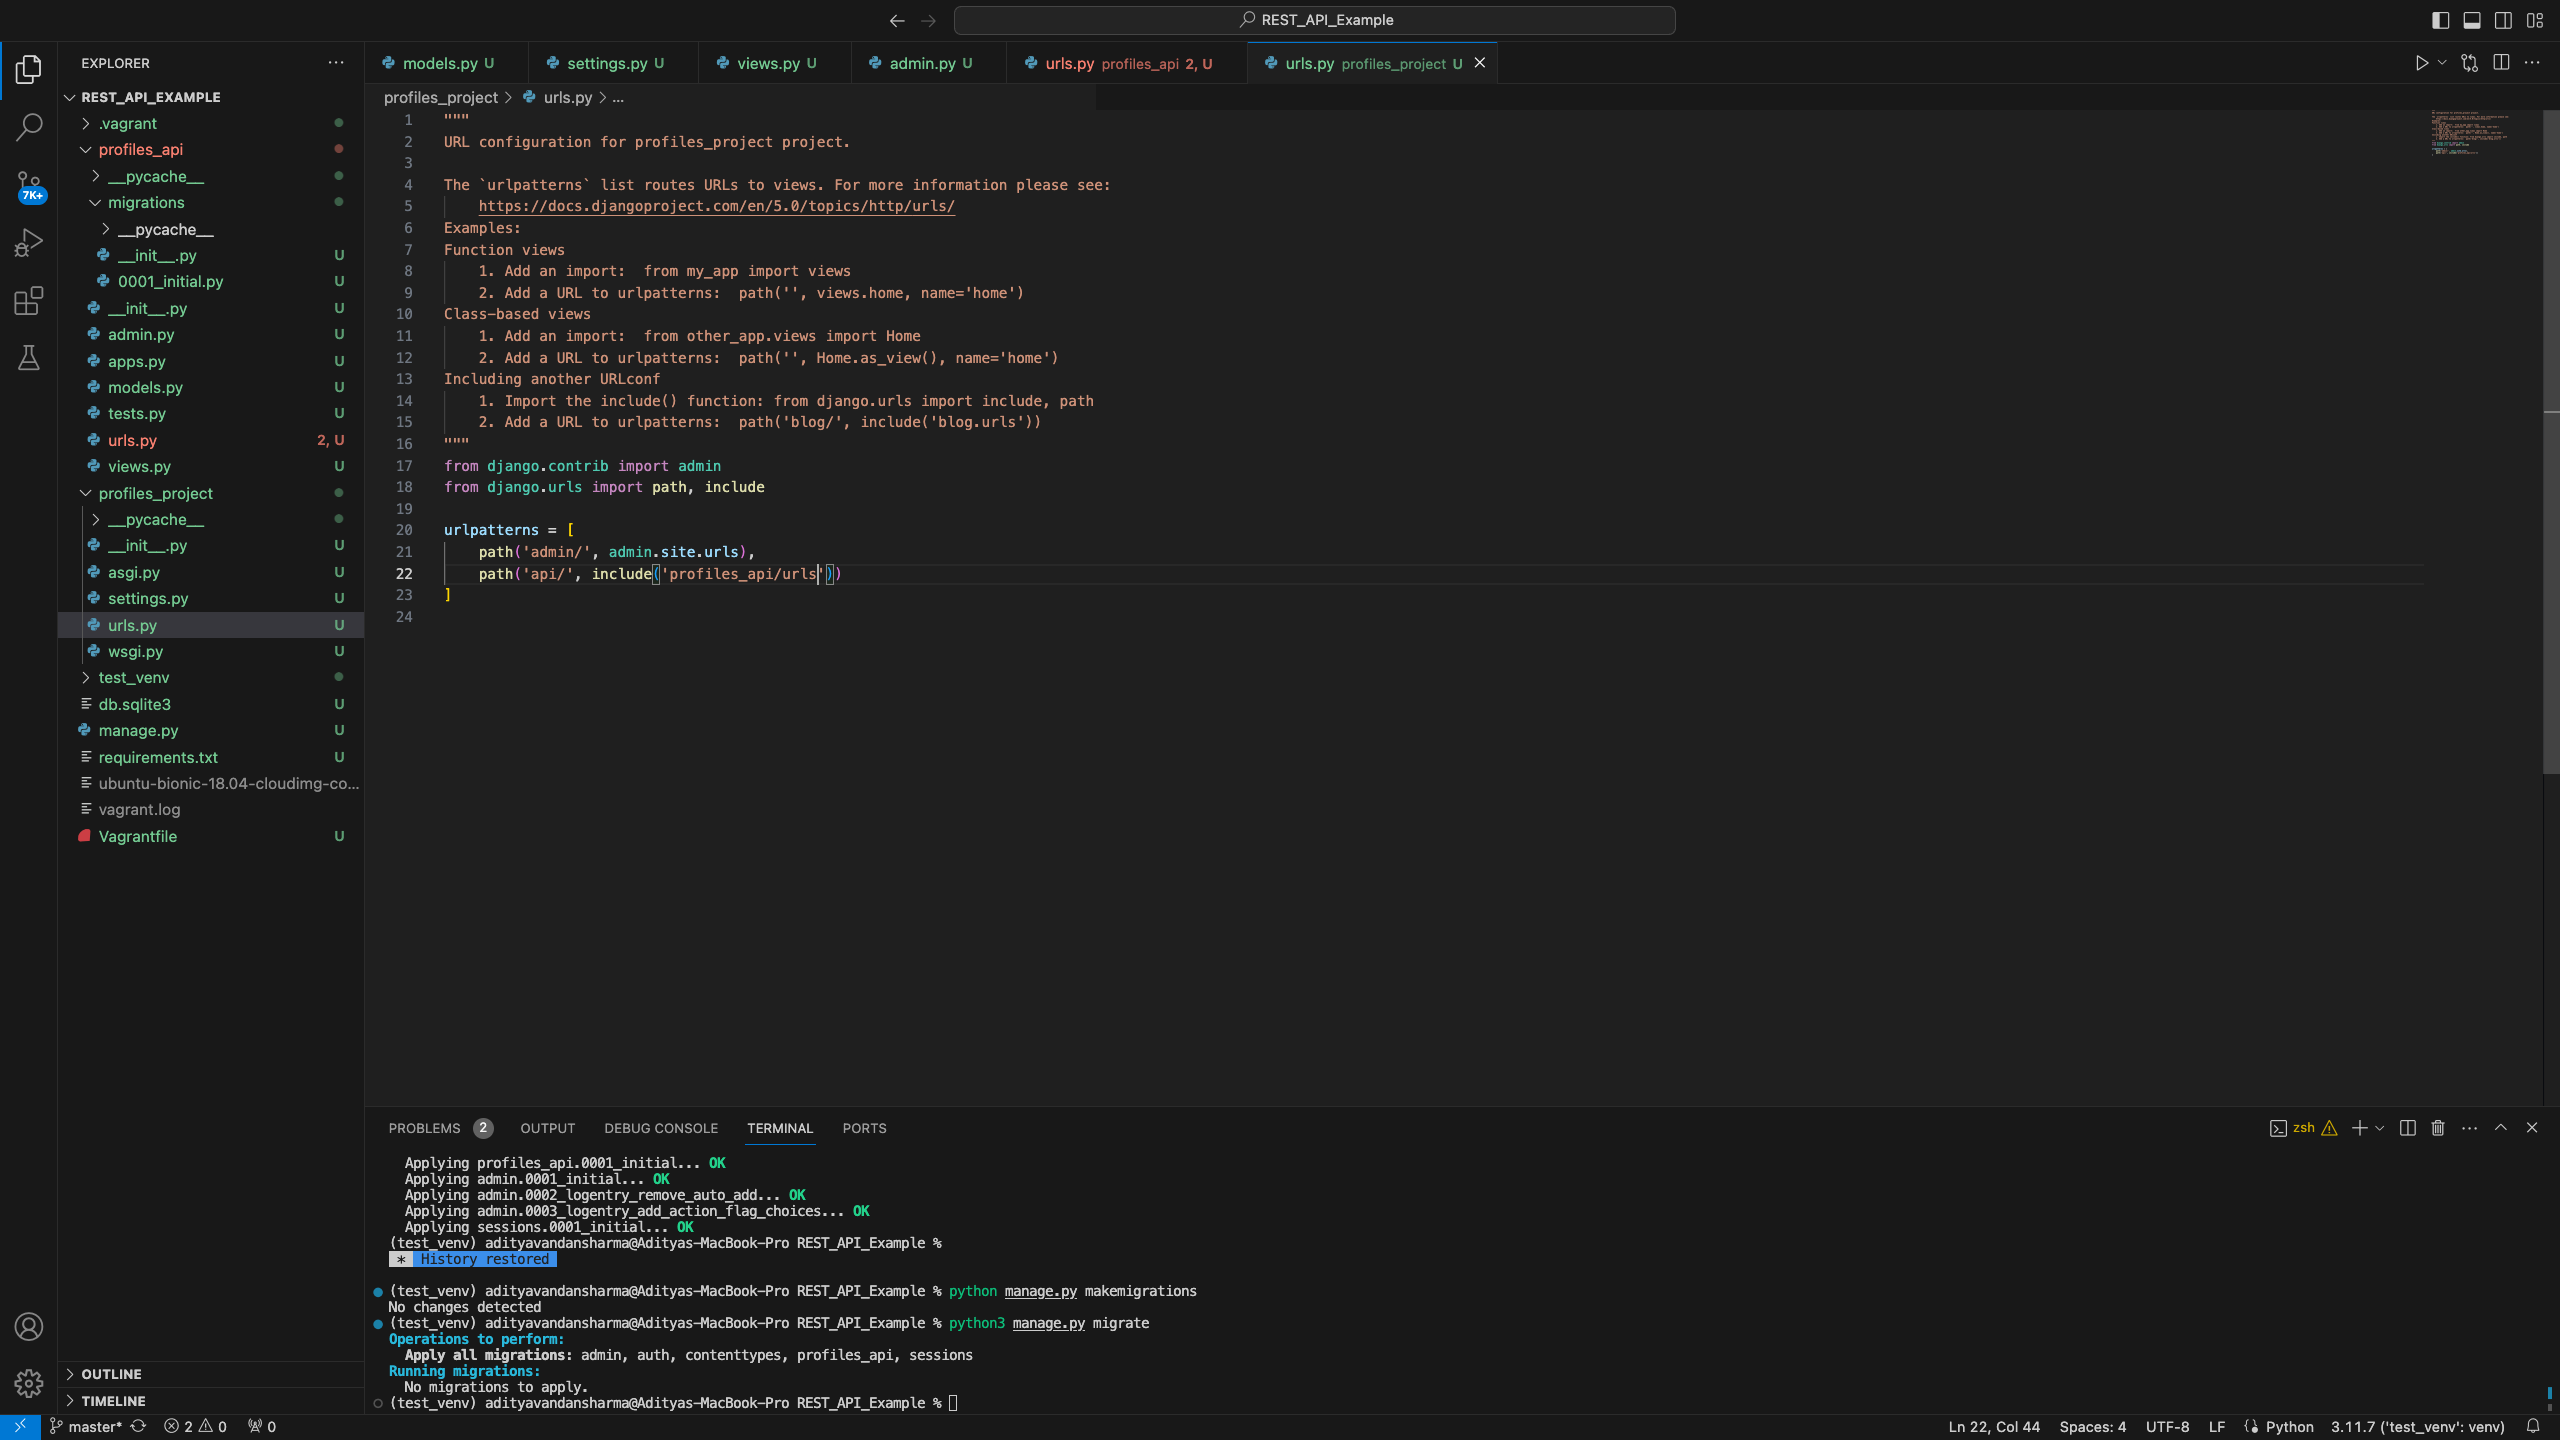 REST_API_Example
EXPLORER
REST_API_EXAMPLE
.vagrant
profiles_api
__pycache__
migrations
__pycache__
__init__.py U
0001_initial.py U
__init__.py U
admin.py U
apps.py U
models.py U
tests.py U
urls.py 2, U
views.py U
profiles_project
__pycache__
__init__.py U
asgi.py U
settings.py U
urls.py U
wsgi.py U
test_venv
db.sqlite3 U
manage.py U
requirements.txt U
ubuntu-bionic-18.04-cloudimg-co...
vagrant.log
Vagrantfile U
OUTLINE
TIMELINE
7K+
models.py U settings.py U views.py U admin.py U urls.py profiles_api 2, U urls.py profiles_project U
profiles_project > urls.py > ...
1 """
2 URL configuration for profiles_project project.
3
4 The `urlpatterns` list routes URLs to views. For more information please see:
5 https://docs.djangoproject.com/en/5.0/topics/http/urls/
6 Examples:
7 Function views
8 1. Add an import:  from my_app import views
9 2. Add a URL to urlpatterns:  path('', views.home, name='home')
10 Class-based views
11 1. Add an import:  from other_app.views import Home
12 2. Add a URL to urlpatterns:  path('', Home.as_view(), name='home')
13 Including another URLconf
14 1. Import the include() function: from django.urls import include, path
15 2. Add a URL to urlpatterns:  path('blog/', include('blog.urls'))
16 """
17 from django.contrib import admin
18 from django.urls import path, include
19
20 urlpatterns = [
21 path('admin/', admin.site.urls),
22 path('api/', include('profiles_api/urls'))
23 ]
24
PROBLEMS 2 OUTPUT DEBUG CONSOLE TERMINAL PORTS
zsh
Applying profiles_api.0001_initial... OK
Applying admin.0001_initial... OK
Applying admin.0002_logentry_remove_auto_add... OK
Applying admin.0003_logentry_add_action_flag_choices... OK
Applying sessions.0001_initial... OK
(test_venv) adityavandansharma@Adityas-MacBook-Pro REST_API_Example %
* History restored
(test_venv) adityavandansharma@Adityas-MacBook-Pro REST_API_Example % python manage.py makemigrations
No changes detected
(test_venv) adityavandansharma@Adityas-MacBook-Pro REST_API_Example % python3 manage.py migrate
Operations to perform:
Apply all migrations: admin, auth, contenttypes, profiles_api, sessions
Running migrations:
No migrations to apply.
(test_venv) adityavandansharma@Adityas-MacBook-Pro REST_API_Example %
master* 2 0 0 Ln 22, Col 44 Spaces: 4 UTF-8 LF Python 3.11.7 ('test_venv': venv)